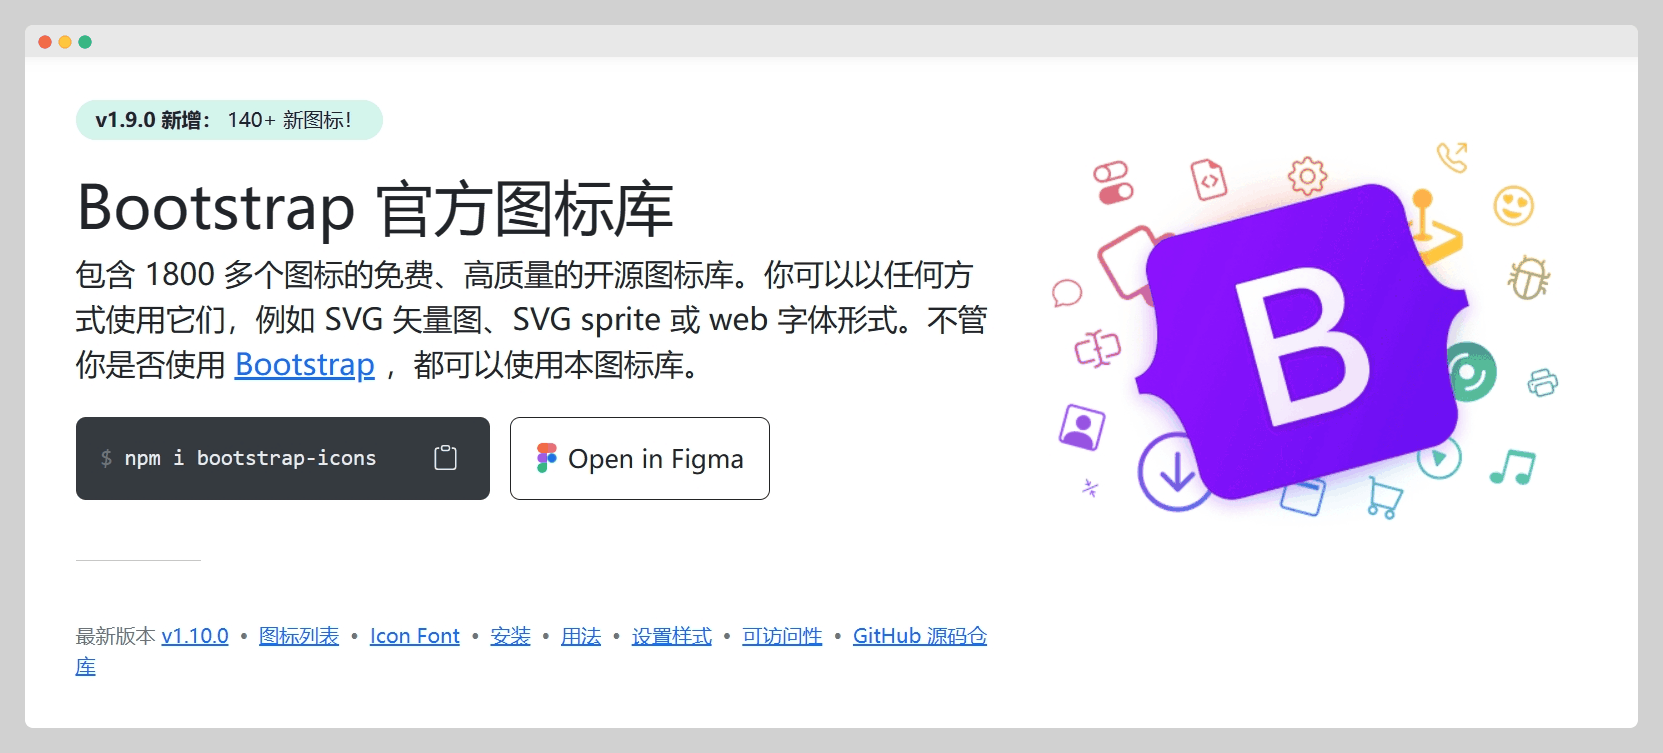 v1.9.0 新增： 140+ 新图标！
Bootstrap 官方图标库
包含 1800 多个图标的免费、高质量的开源图标库。你可以以任何方
式使用它们，例如 SVG 矢量图、SVG sprite 或 web 字体形式。不管
你是否使用 Bootstrap ，都可以使用本图标库。
$ npm i bootstrap-icons
Open in Figma
B
最新版本 v1.10.0 • 图标列表 • Icon Font • 安装 • 用法 • 设置样式 • 可访问性 • GitHub 源码仓
库